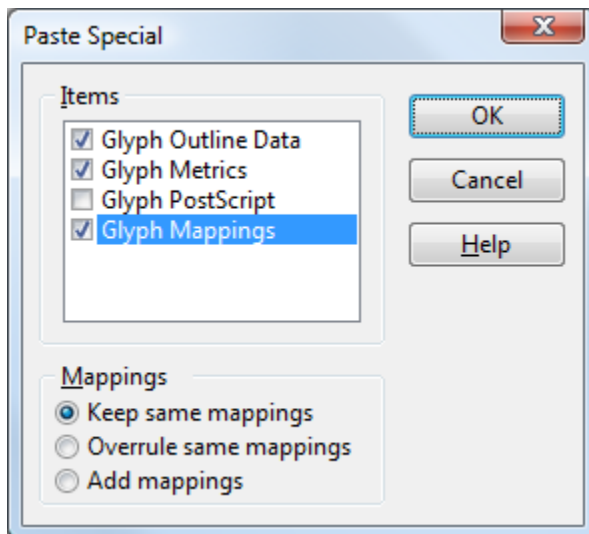 Paste Special
Items
Glyph Outline Data
Glyph Metrics
Glyph PostScript
Glyph Mappings
OK
Cancel
Help
Mappings
Keep same mappings
Overrule same mappings
Add mappings